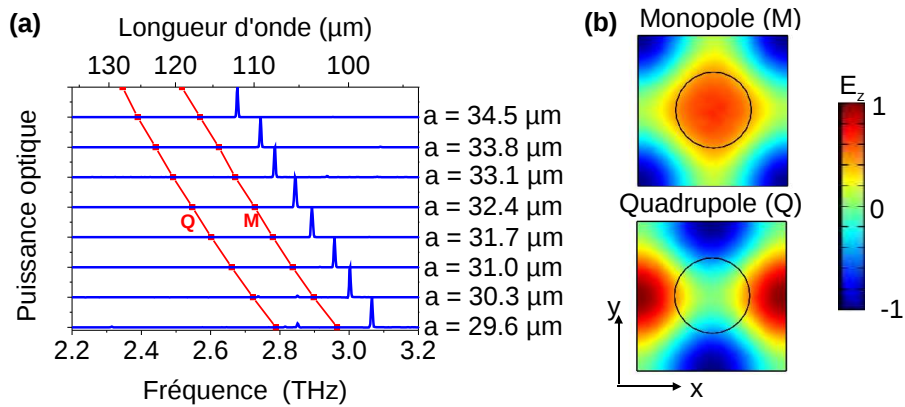 (a)
Longueur d'onde (µm)
130 120 110 100
Puissance optique
Q
M
a = 34.5 µm
a = 33.8 µm
a = 33.1 µm
a = 32.4 µm
a = 31.7 µm
a = 31.0 µm
a = 30.3 µm
a = 29.6 µm
2.2 2.4 2.6 2.8 3.0 3.2
Fréquence (THz)
(b)
Monopole (M)
Quadrupole (Q)
y
x
E_z
1
0
-1